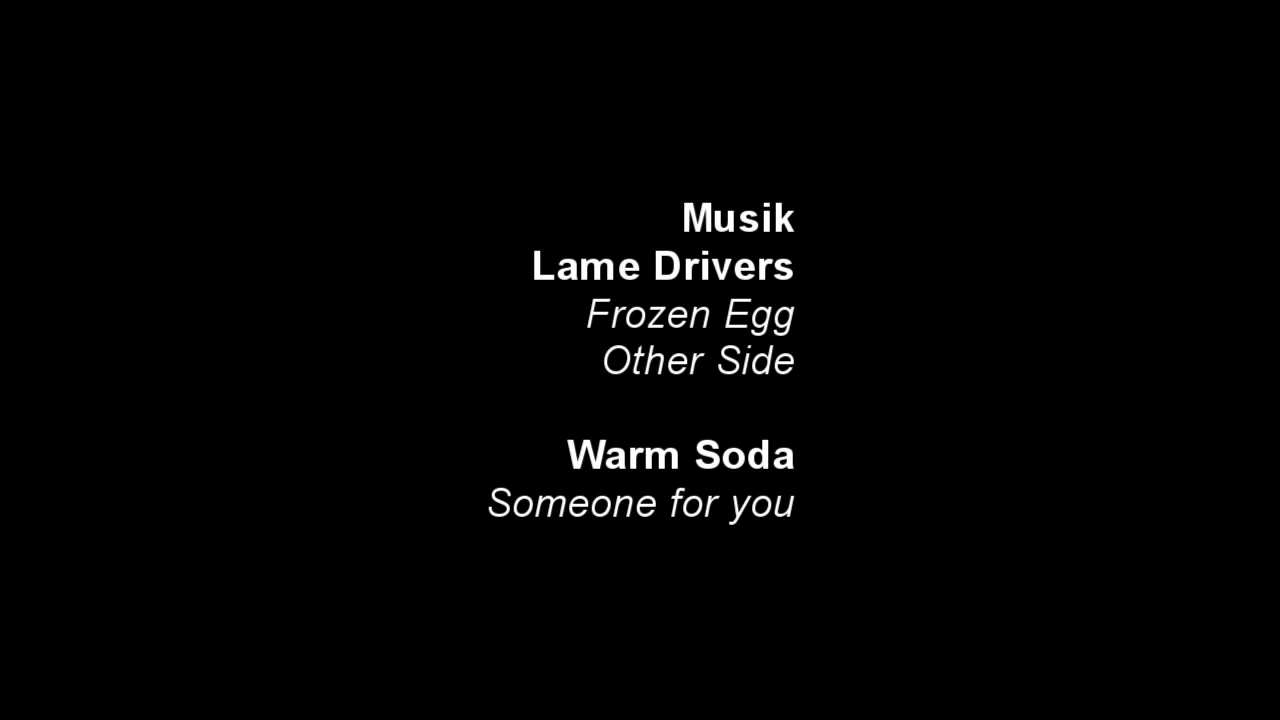 Musik
Lame Drivers
Frozen Egg
Other Side
Warm Soda
Someone for you